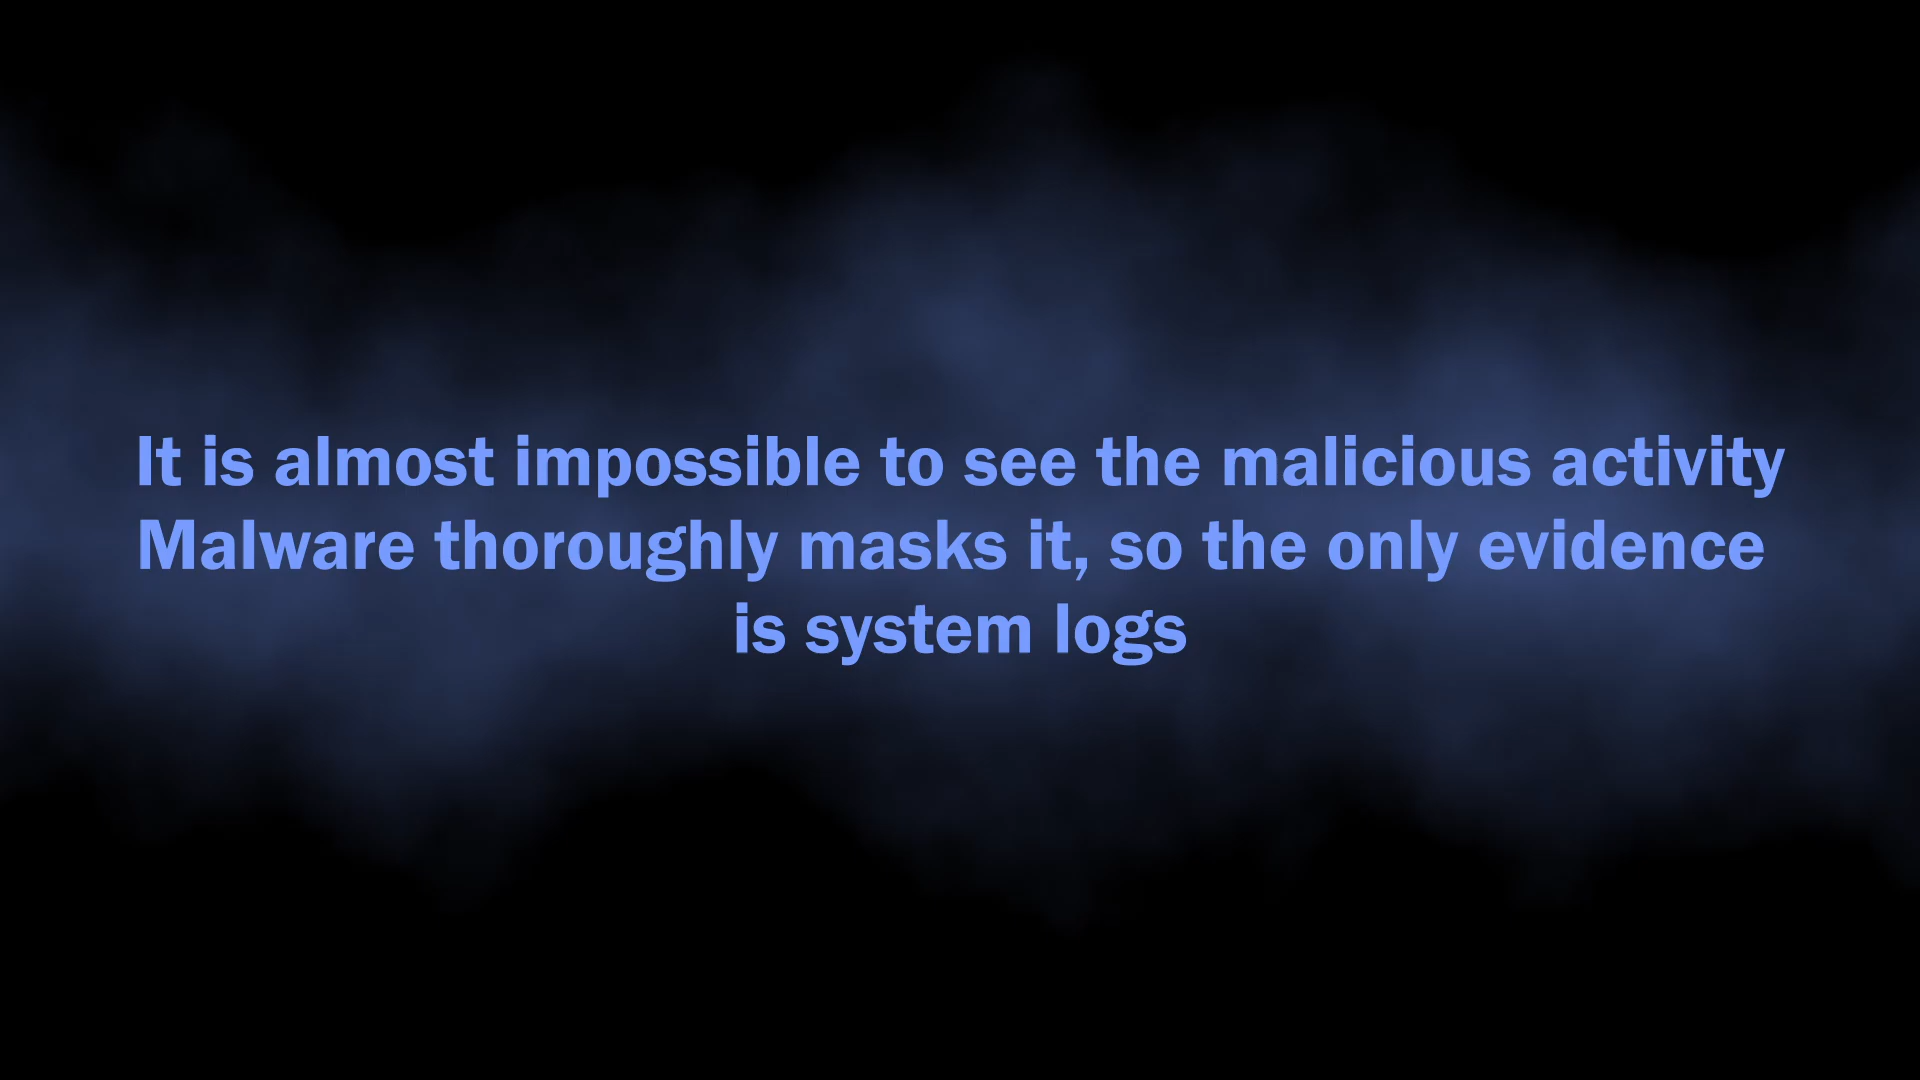 It is almost impossible to see the malicious activity
Malware thoroughly masks it, so the only evidence
is system logs